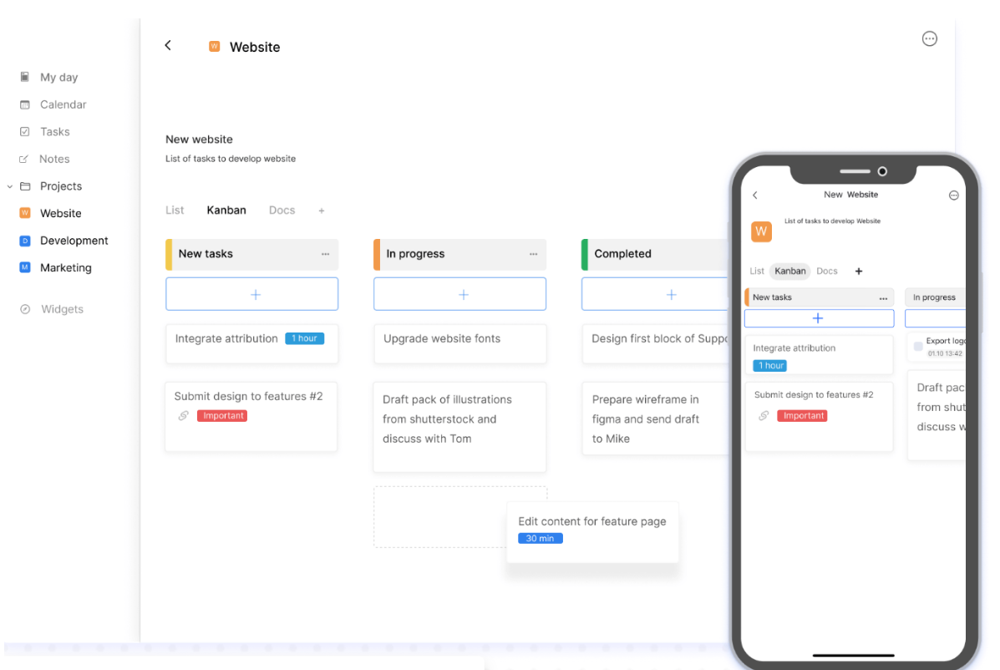 W Website
My day
Calendar
Tasks
Notes
Projects
W Website
D Development
M Marketing
Widgets
New website
List of tasks to develop website
List Kanban Docs +
New tasks ...
+
Integrate attribution 1 hour
Submit design to features #2
Important
In progress ...
+
Upgrade website fonts
Draft pack of illustrations
from shutterstock and
discuss with Tom
Edit content for feature page
30 min
Completed
+
Design first block of Suppo
Prepare wireframe in
figma and send draft
to Mike
New Website
W
List of tasks to develop Website
List Kanban Docs +
New tasks ...
+
Integrate attribution
1 hour
Submit design to features #2
Important
In progress
Export logo
01.10 13:42
Draft pac
from shut
discuss w